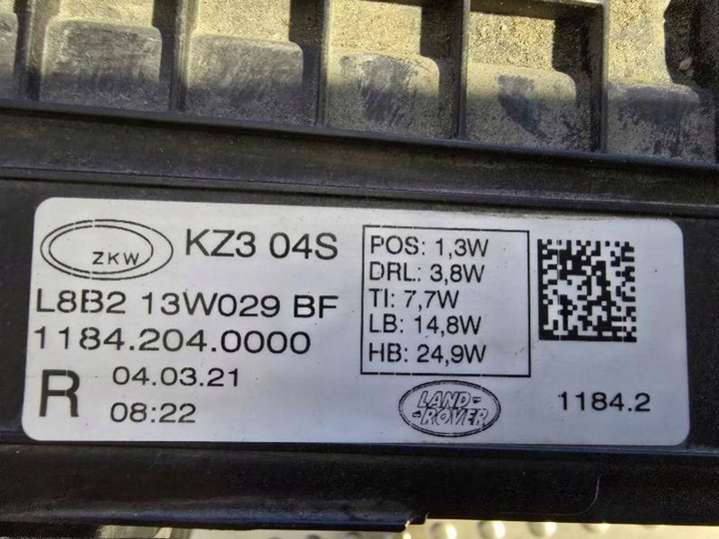 ZKW KZ3 04S
L8B2 13W029 BF
1184.204.0000
R 04.03.21
08:22
POS: 1,3W
DRL: 3,8W
TI: 7,7W
LB: 14,8W
HB: 24,9W
LAND-
ROVER
1184.2